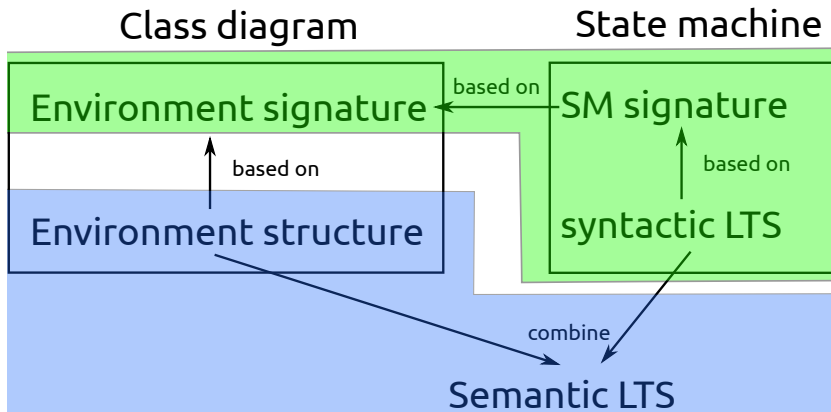 Class diagram
State machine
Environment signature
based on
SM signature
based on
based on
Environment structure
syntactic LTS
combine
Semantic LTS